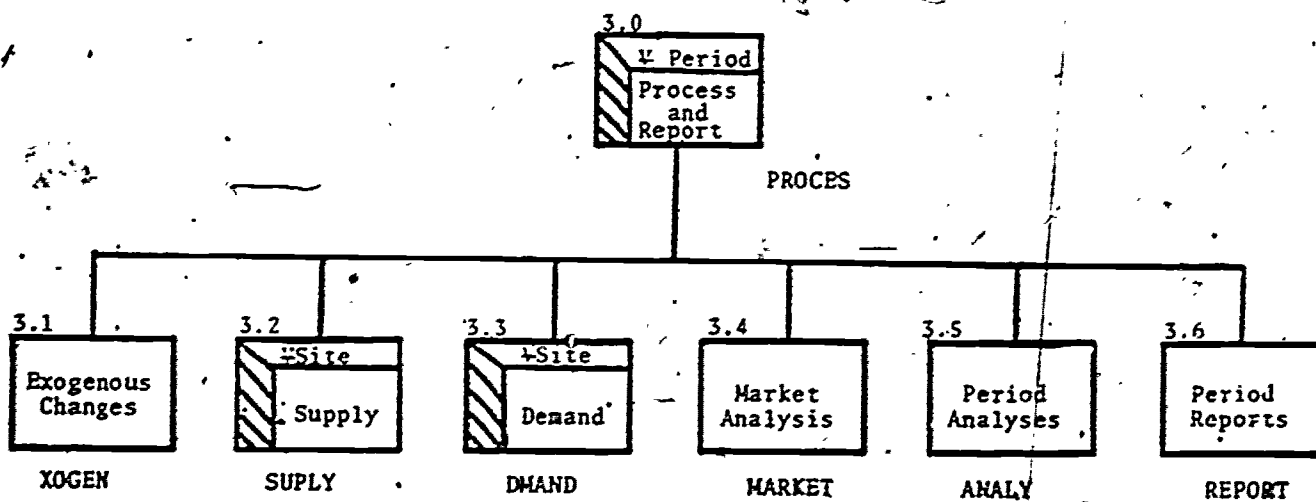 3.0
∀ Period
Process
and
Report
PROCES
3.1
Exogenous
Changes
XOGEN
3.2
∀Site
Supply
SUPLY
3.3
∀Site
Demand
DMAND
3.4
Market
Analysis
MARKET
3.5
Period
Analyses
ANALY
3.6
Period
Reports
REPORT